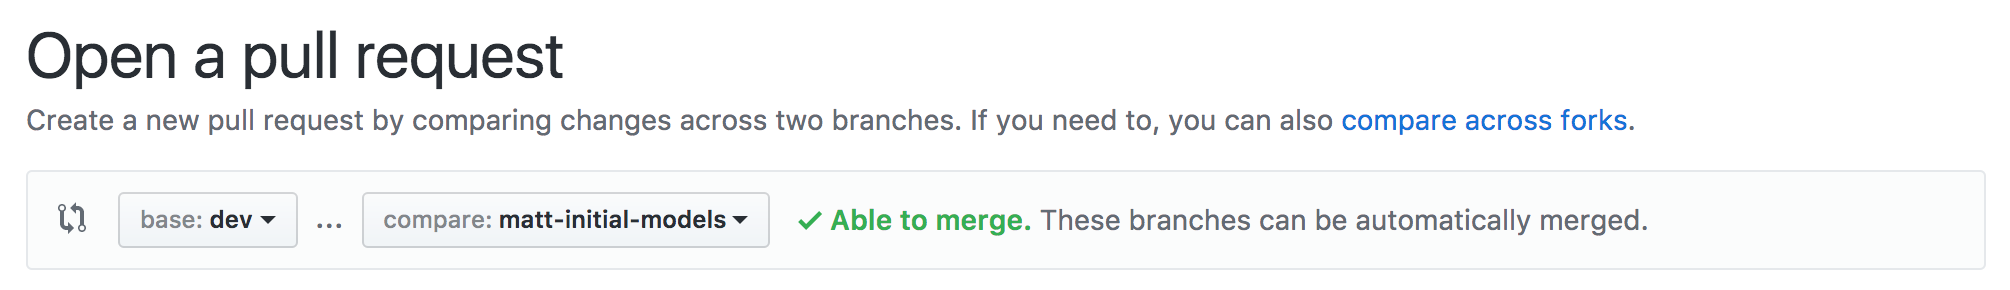 Open a pull request
Create a new pull request by comparing changes across two branches. If you need to, you can also compare across forks.
base: dev ... compare: matt-initial-models ✓ Able to merge. These branches can be automatically merged.